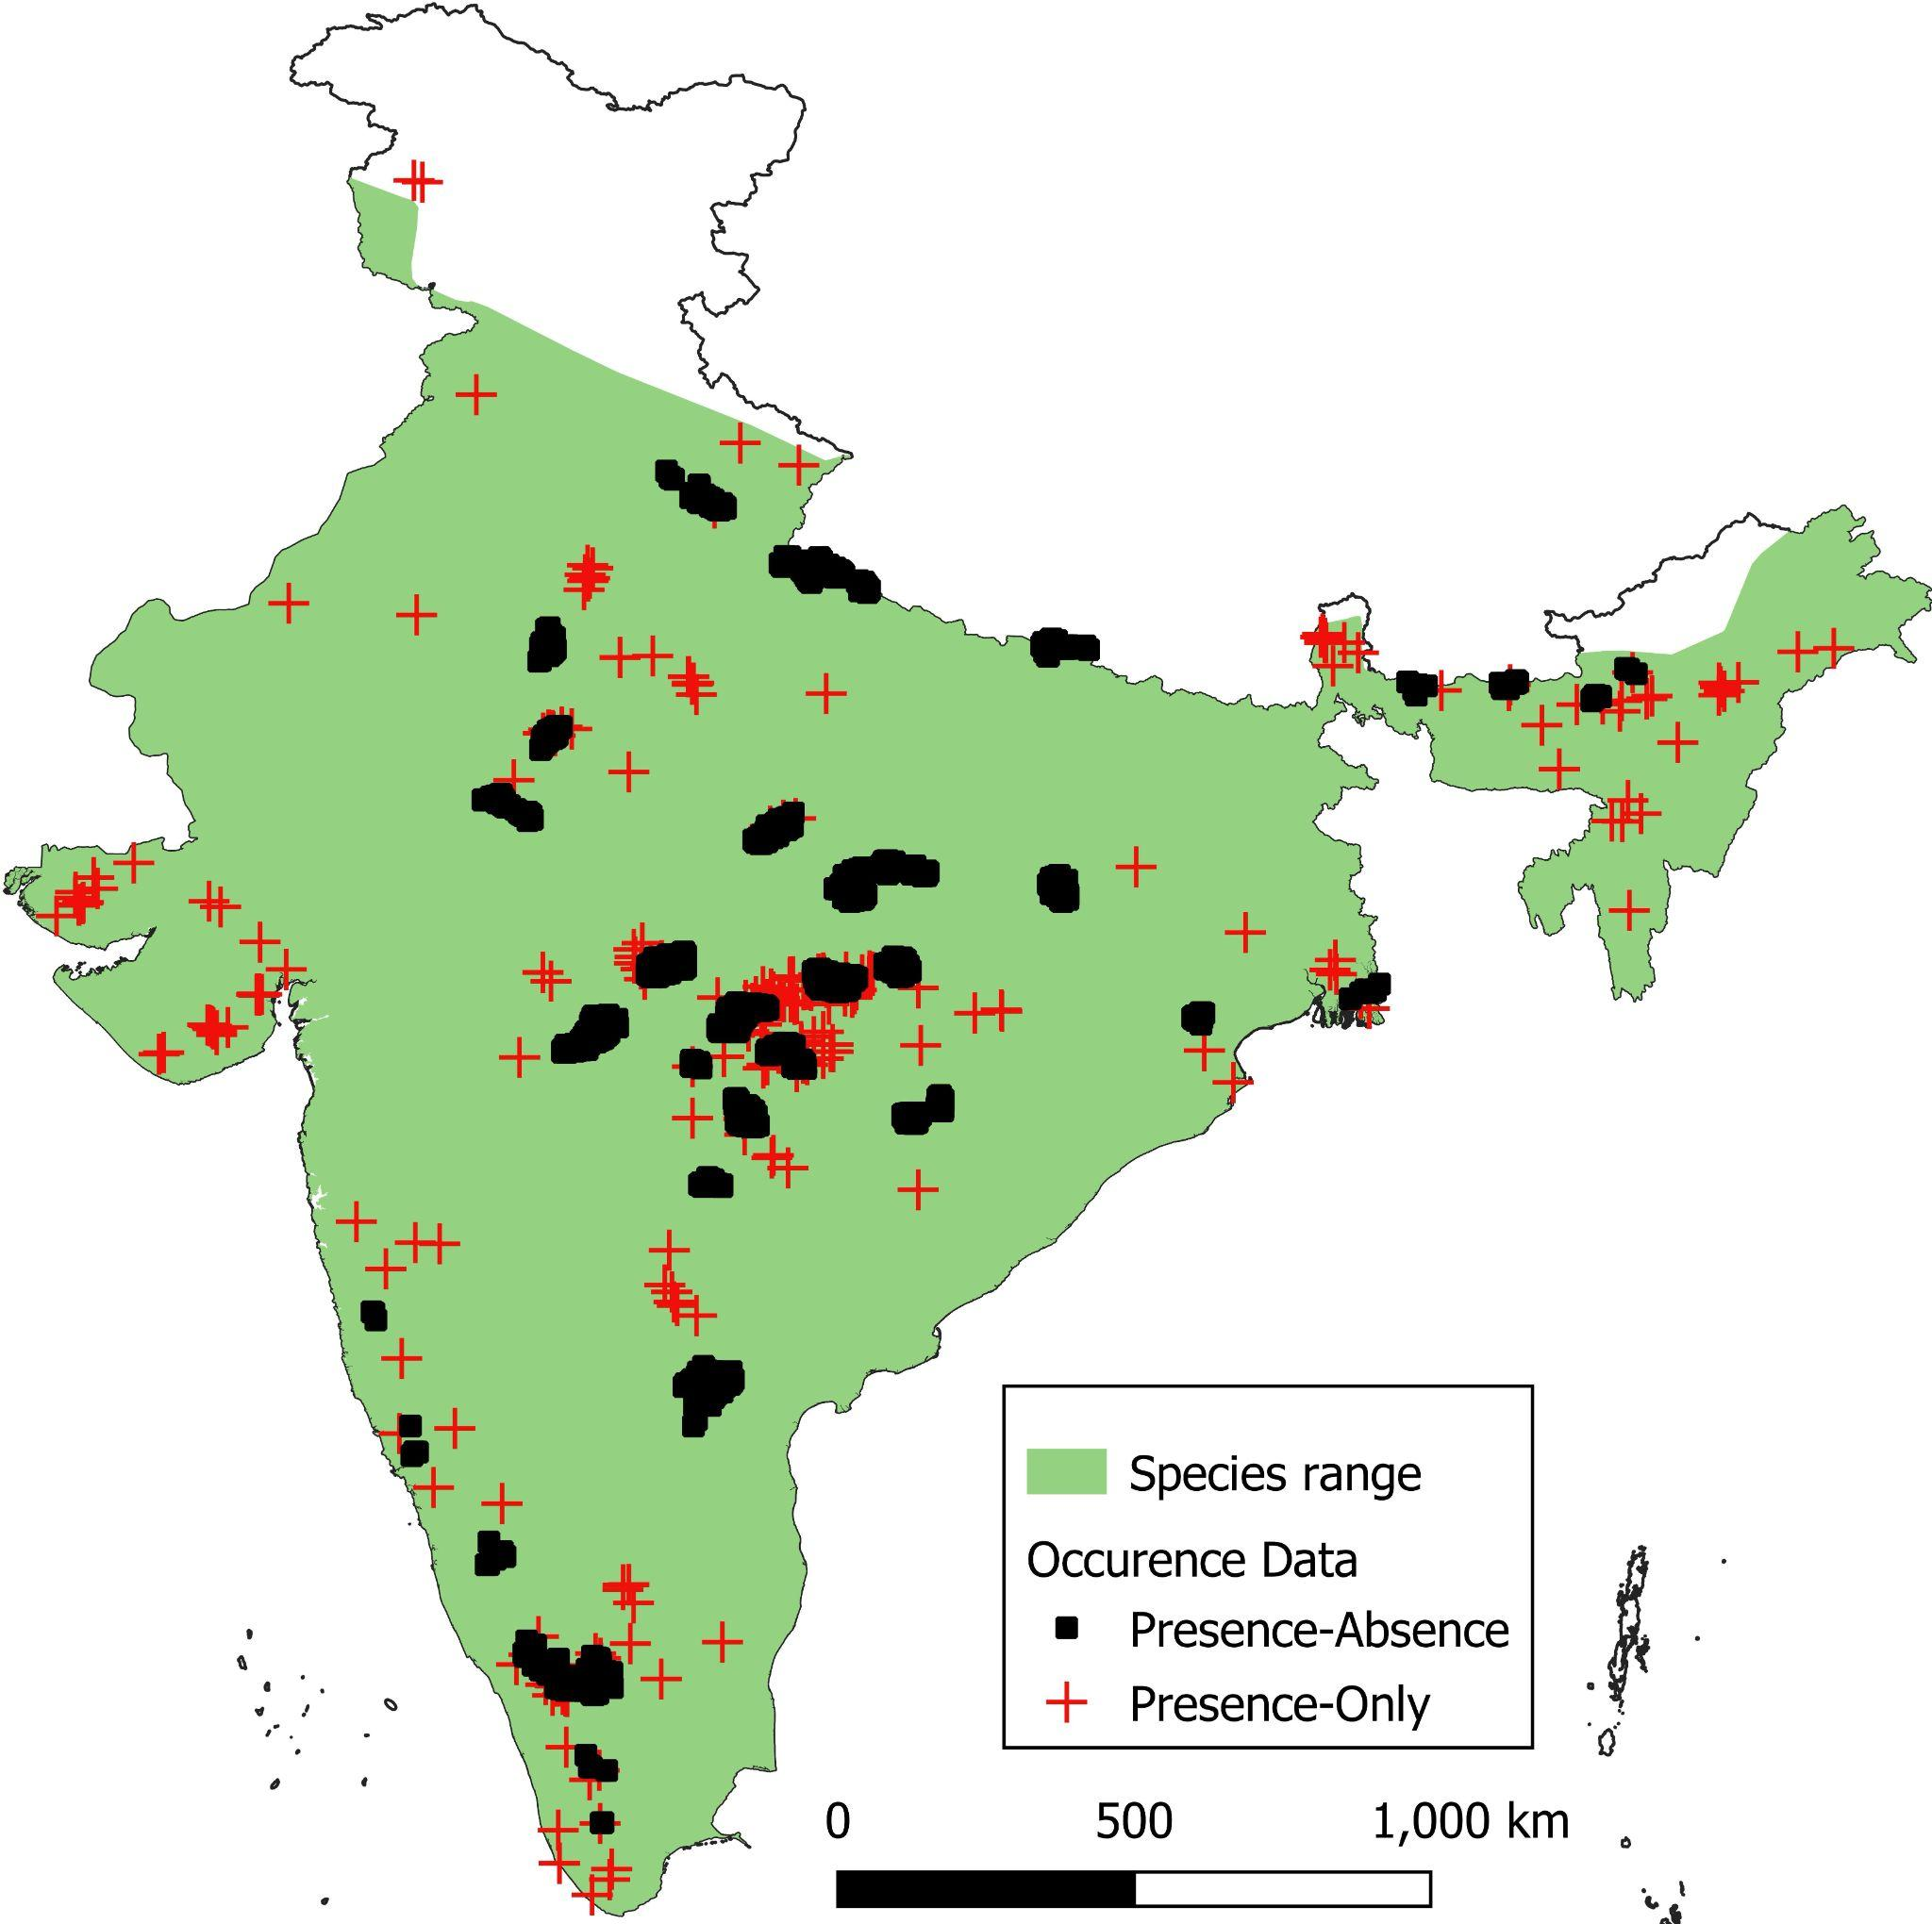 Species range
Occurence Data
Presence-Absence
Presence-Only
0 500 1,000 km